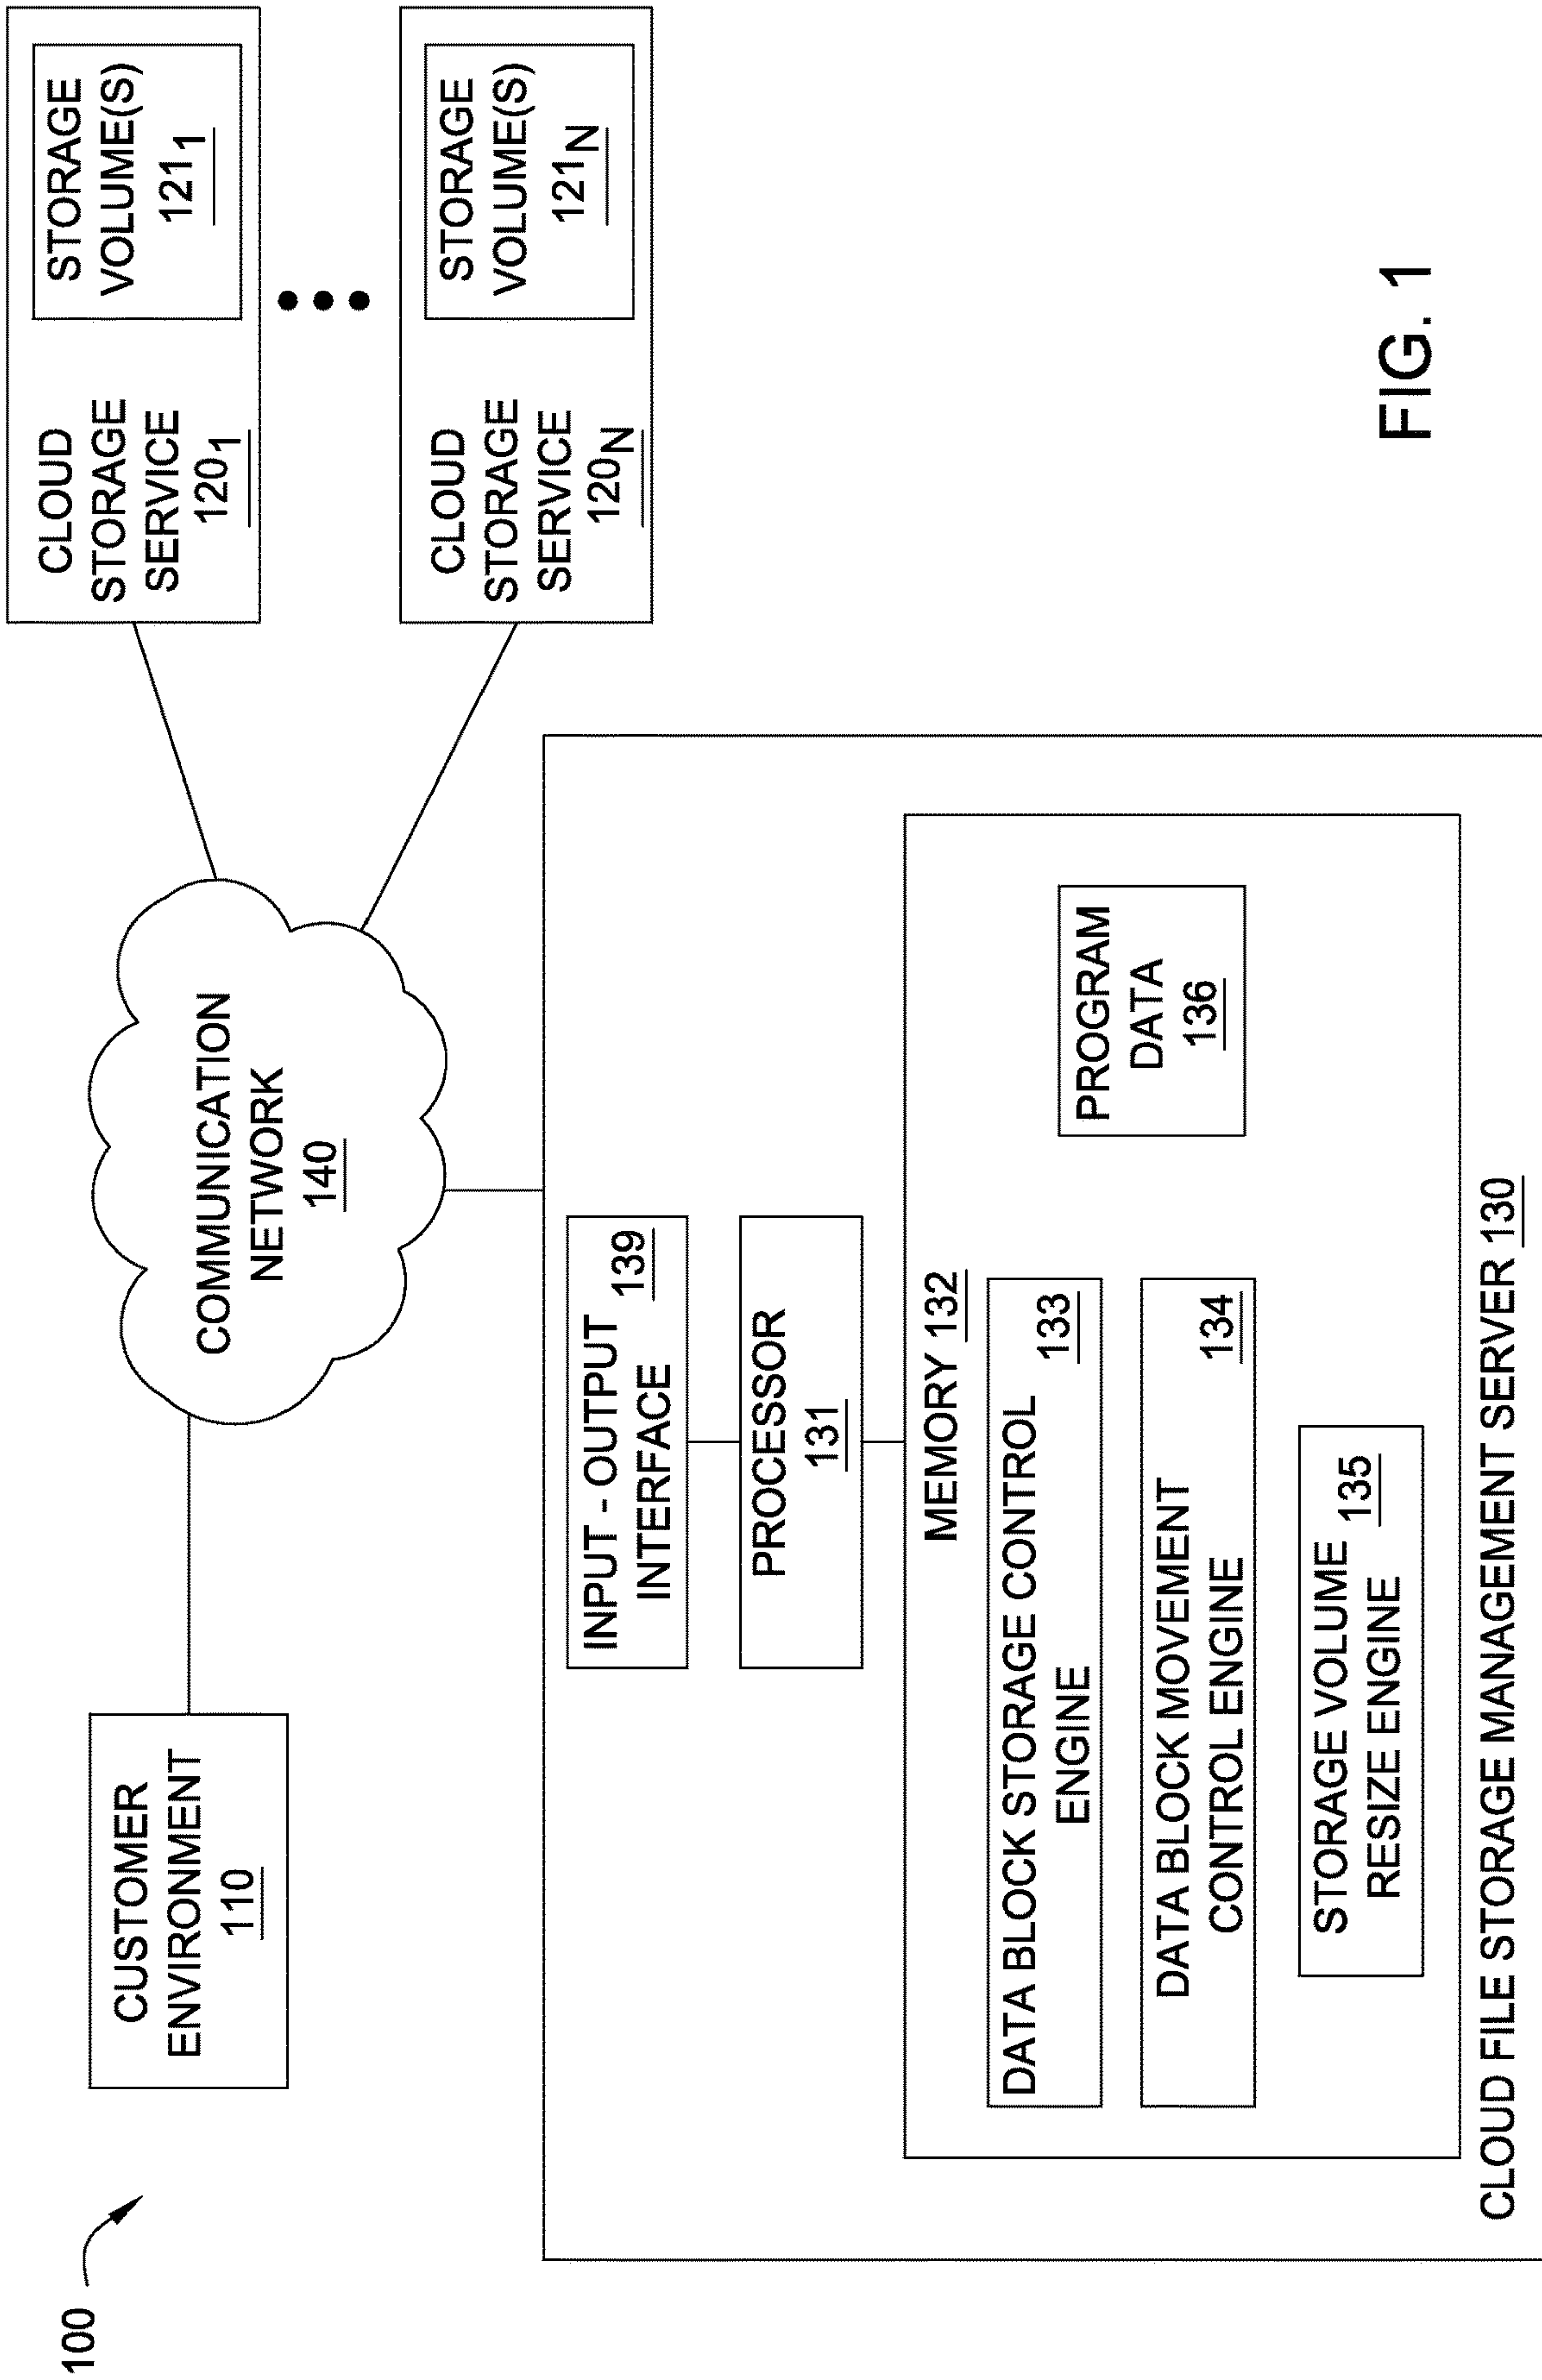 100
CUSTOMER
ENVIRONMENT
110
COMMUNICATION
NETWORK
140
CLOUD
STORAGE
SERVICE
120₁
STORAGE
VOLUME(S)
121₁
CLOUD
STORAGE
SERVICE
120N
STORAGE
VOLUME(S)
121N
INPUT - OUTPUT
INTERFACE 139
PROCESSOR
131
MEMORY 132
DATA BLOCK STORAGE CONTROL
ENGINE 133
DATA BLOCK MOVEMENT
CONTROL ENGINE 134
STORAGE VOLUME
RESIZE ENGINE 135
PROGRAM
DATA
136
CLOUD FILE STORAGE MANAGEMENT SERVER 130
FIG. 1